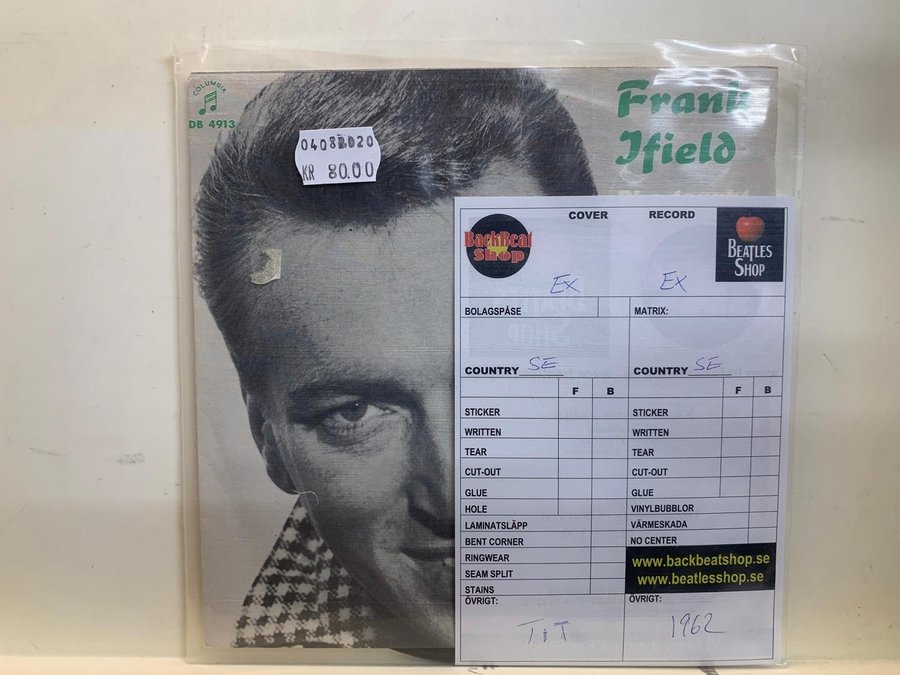 COLUMBIA
DB 4913
Frank
Ifield
KR 80.00
BackBeat
Shop
COVER
RECORD
BEATLES
SHOP
EX
EX
BOLAGSPÅSE
MATRIX:
COUNTRY SE
COUNTRY SE
F B
F B
STICKER
STICKER
WRITTEN
WRITTEN
TEAR
TEAR
CUT-OUT
CUT-OUT
GLUE
GLUE
HOLE
VINYLBUBBLOR
LAMINATSLÄPP
VÄRMESKADA
BENT CORNER
NO CENTER
RINGWEAR
SEAM SPLIT
STAINS
www.backbeatshop.se
www.beatlesshop.se
ÖVRIGT:
ÖVRIGT:
TiT
1962